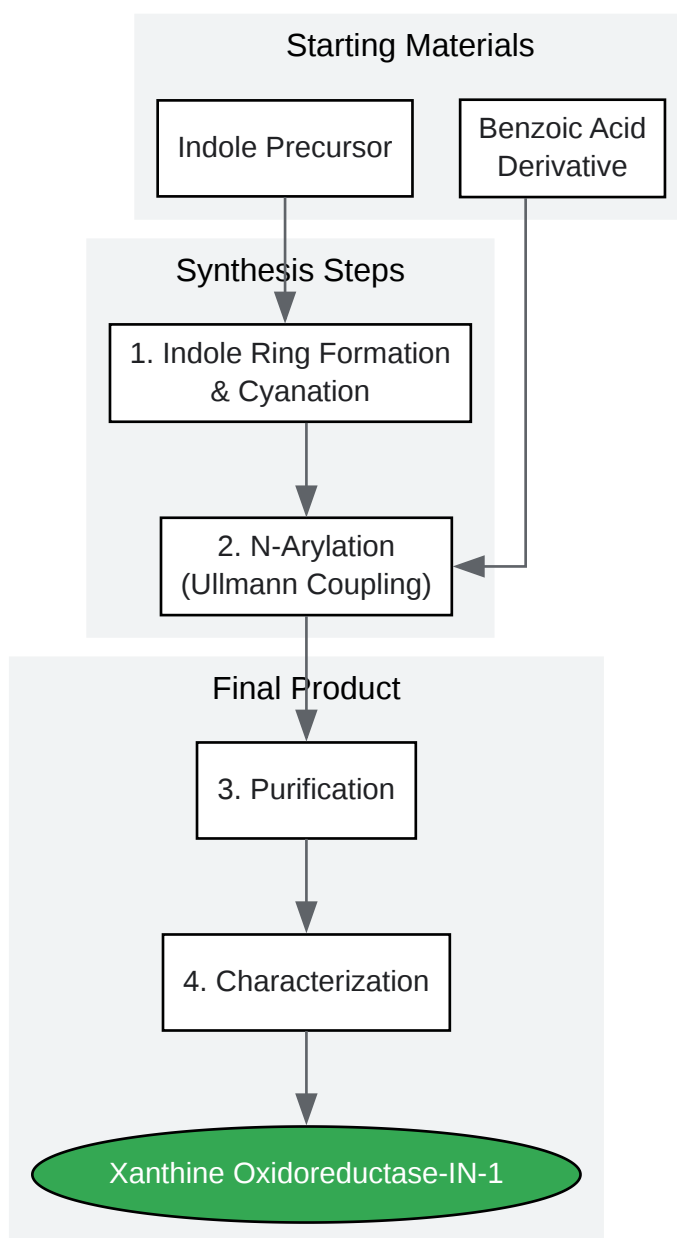 Starting Materials
Indole Precursor
Benzoic Acid
Derivative
Synthesis Steps
1. Indole Ring Formation
& Cyanation
2. N-Arylation
(Ullmann Coupling)
Final Product
3. Purification
4. Characterization
Xanthine Oxidoreductase-IN-1